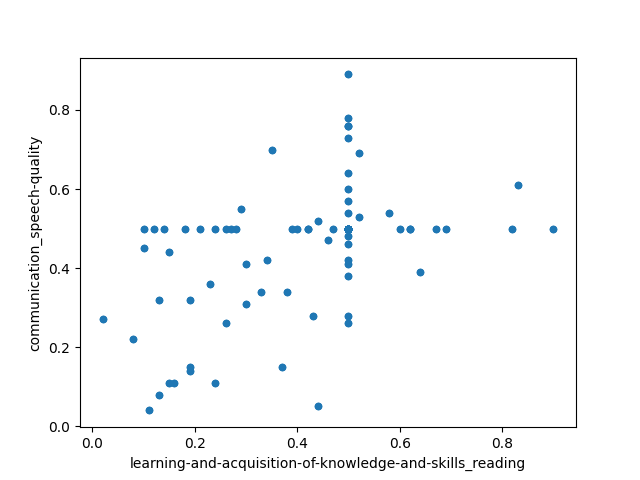 0.8
0.6
0.4
0.2
0.0
communication_speech-quality
0.0 0.2 0.4 0.6 0.8
learning-and-acquisition-of-knowledge-and-skills_reading